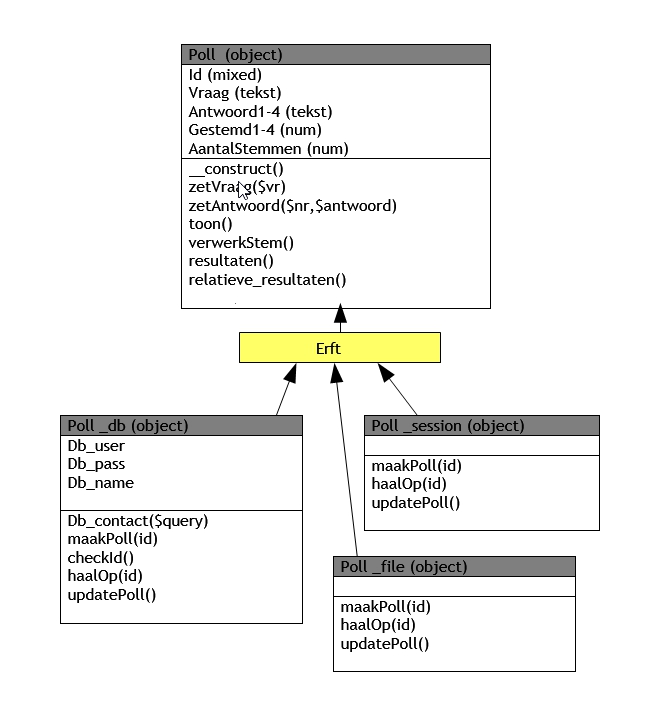 Poll (object)
Id (mixed)
Vraag (tekst)
Antwoord1-4 (tekst)
Gestemd1-4 (num)
AantalStemmen (num)
__construct()
zetVraag($vr)
zetAntwoord($nr,$antwoord)
toon()
verwerkStem()
resultaten()
relatieve_resultaten()
Erft
Poll _db (object)
Db_user
Db_pass
Db_name
Db_contact($query)
maakPoll(id)
checkId()
haalOp(id)
updatePoll()
Poll _session (object)
maakPoll(id)
haalOp(id)
updatePoll()
Poll _file (object)
maakPoll(id)
haalOp(id)
updatePoll()